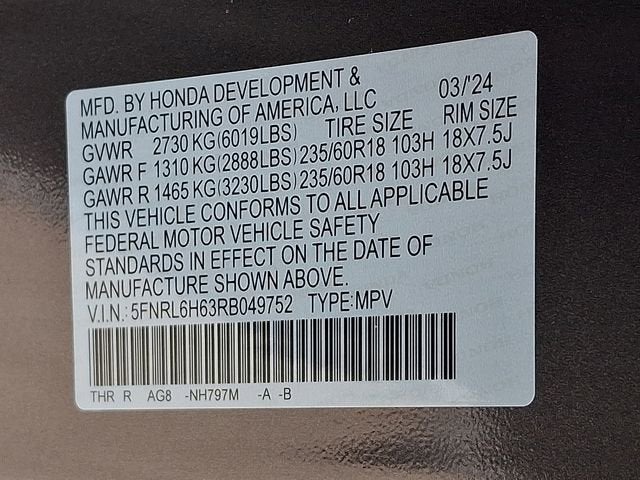 MFD. BY HONDA DEVELOPMENT &
MANUFACTURING OF AMERICA, LLC 03/'24
GVWR 2730 KG(6019LBS) TIRE SIZE RIM SIZE
GAWR F 1310 KG(2888LBS) 235/60R18 103H 18X7.5J
GAWR R 1465 KG(3230LBS) 235/60R18 103H 18X7.5J
THIS VEHICLE CONFORMS TO ALL APPLICABLE
FEDERAL MOTOR VEHICLE SAFETY
STANDARDS IN EFFECT ON THE DATE OF
MANUFACTURE SHOWN ABOVE.
V.I.N.: 5FNRL6H63RB049752 TYPE:MPV
THR R AG8 -NH797M -A -B